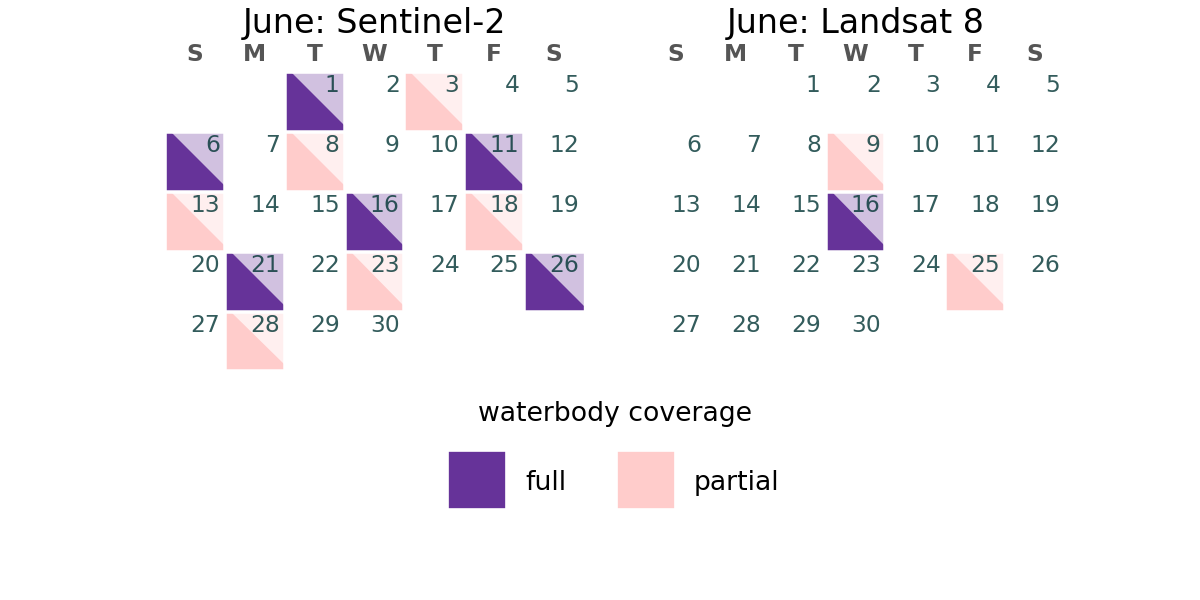 June: Sentinel-2
S M T W T F S
1 2 3 4 5
6 7 8 9 10 11 12
13 14 15 16 17 18 19
20 21 22 23 24 25 26
27 28 29 30
June: Landsat 8
S M T W T F S
1 2 3 4 5
6 7 8 9 10 11 12
13 14 15 16 17 18 19
20 21 22 23 24 25 26
27 28 29 30
waterbody coverage
full partial